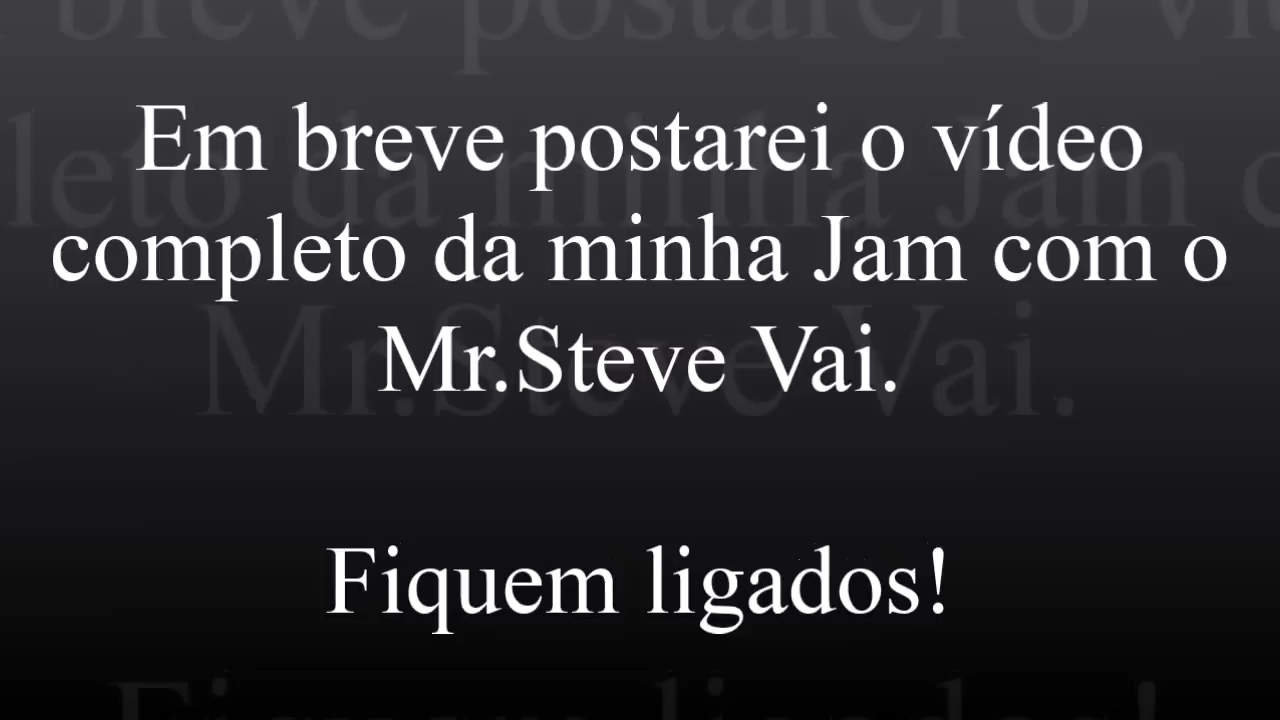 Em breve postarei o vídeo
completo da minha Jam com o
Mr.Steve Vai.
Fiquem ligados!